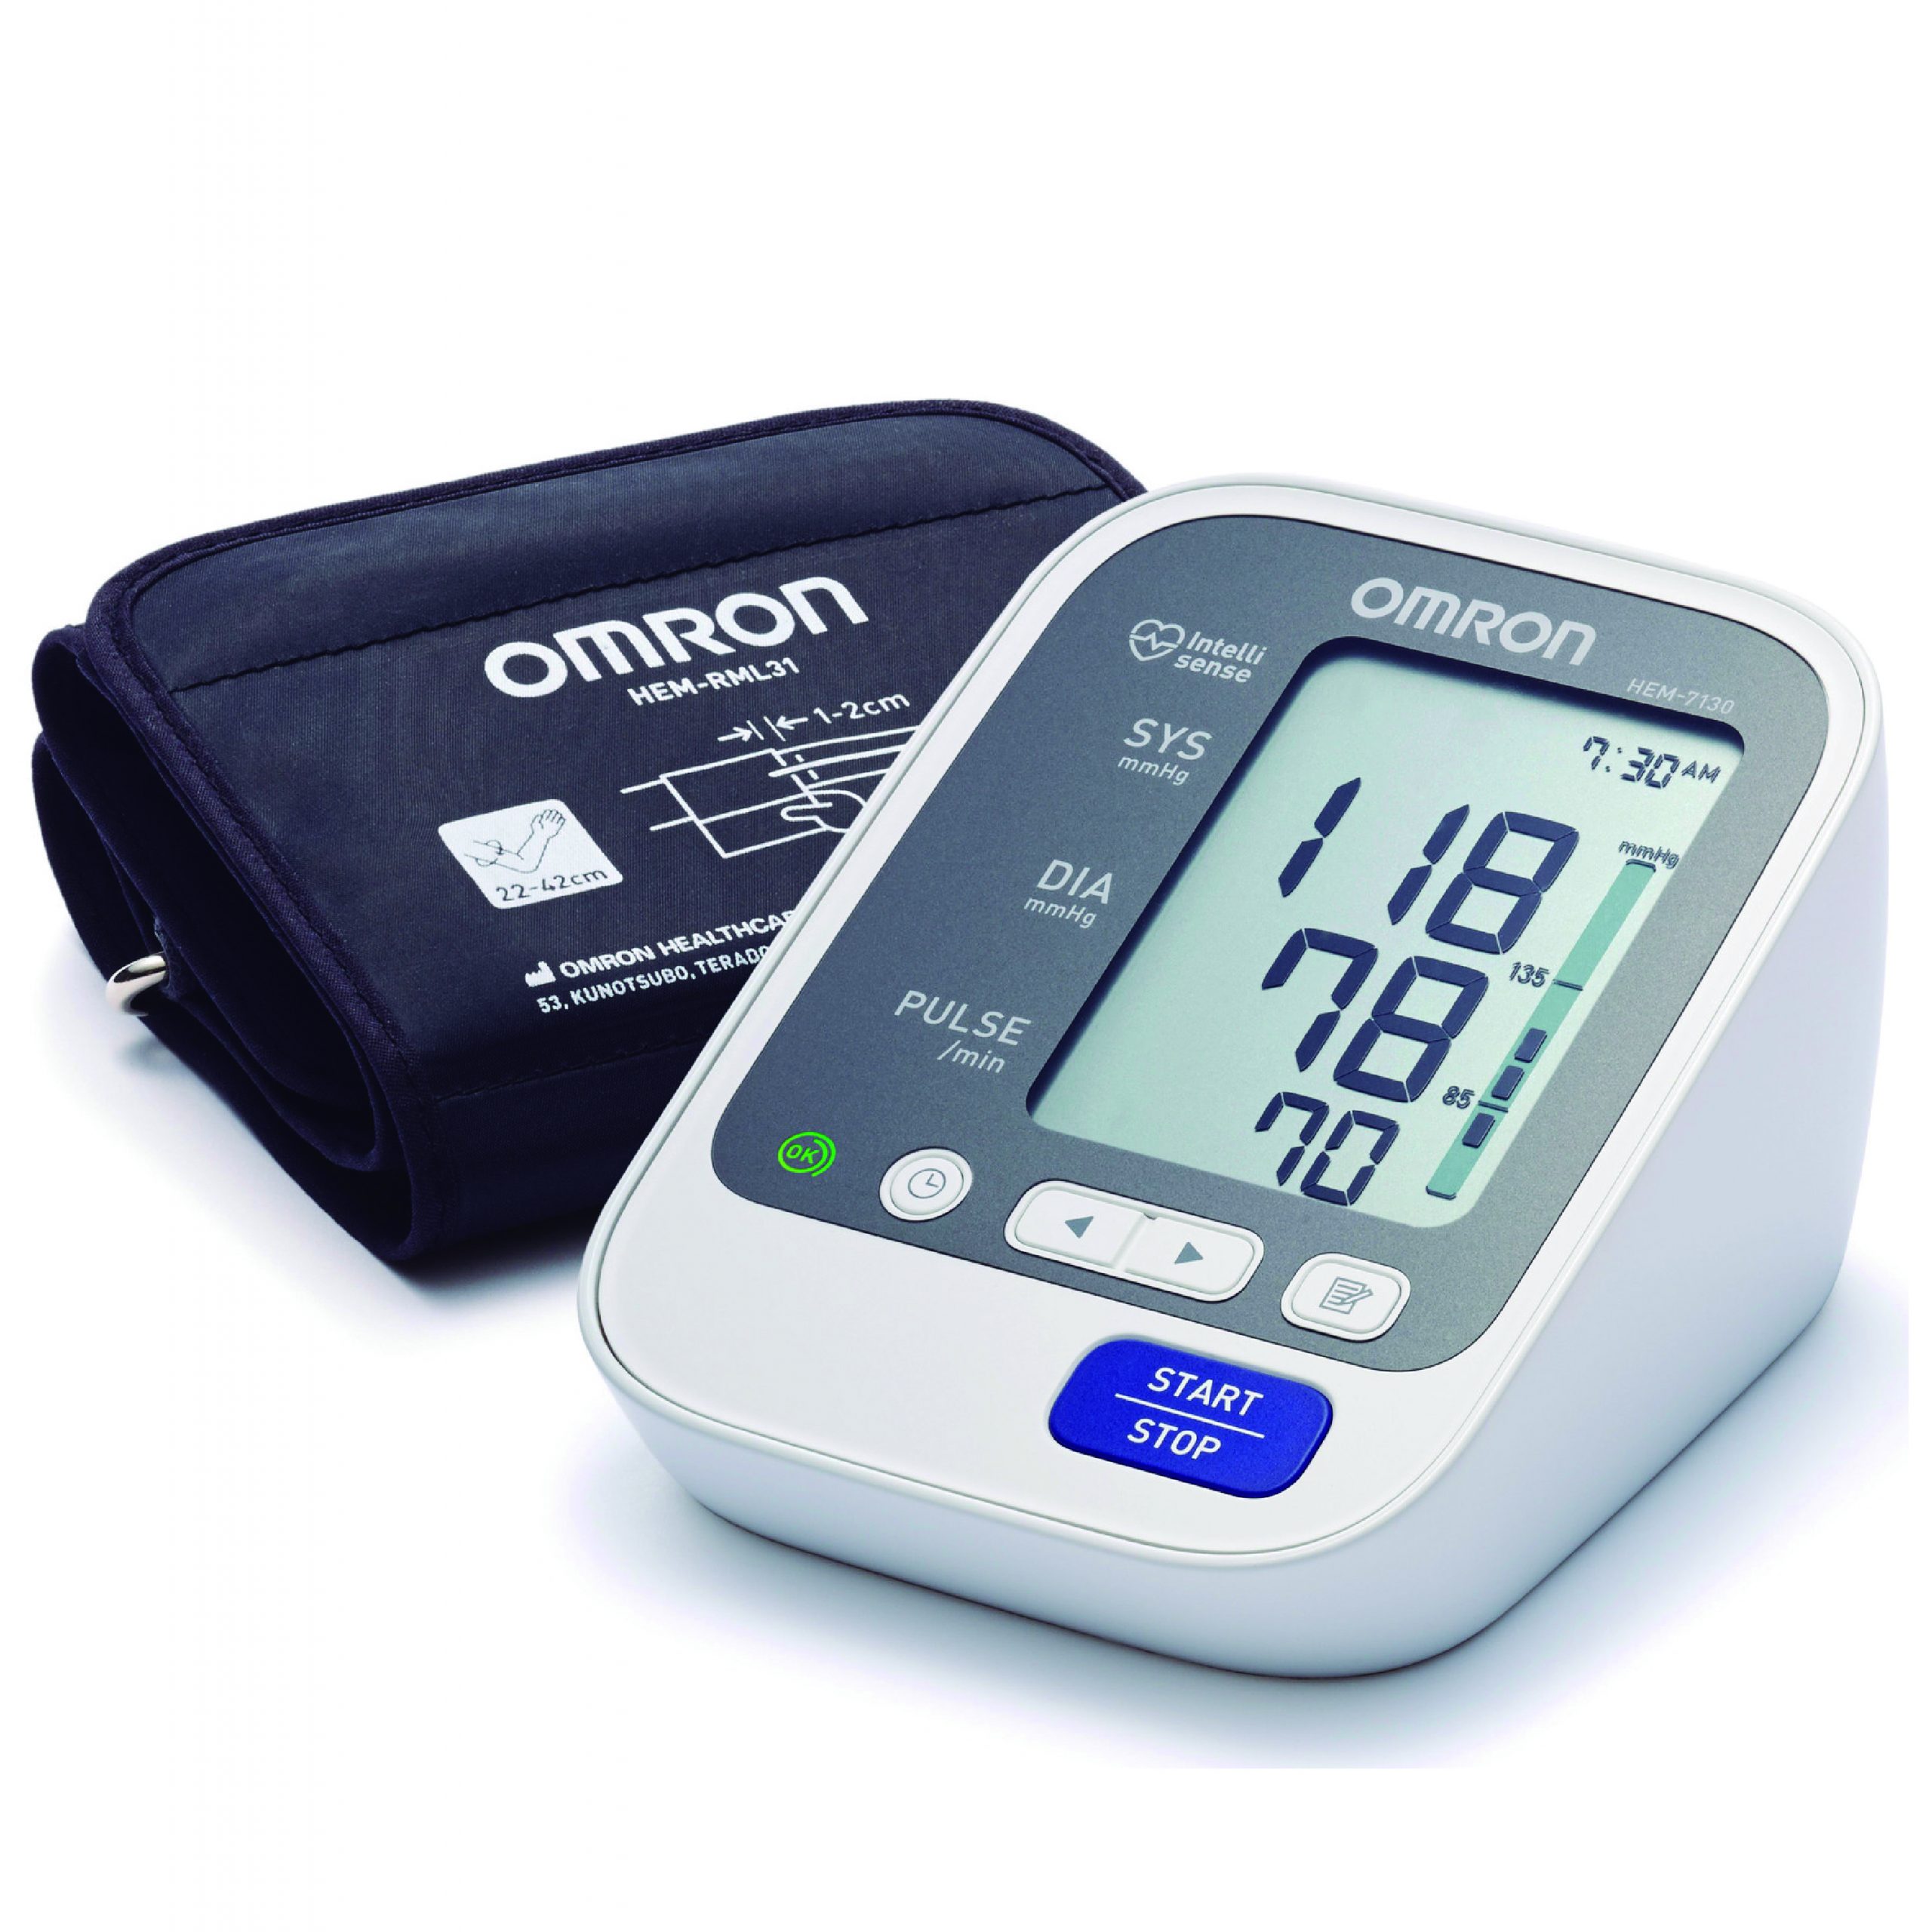 OMRON
HEM-RML31
1-2cm
22-42cm
OMRON HEALTHCA
53, KUNOTSUBO, TERADO
OMRON
HEM-7130
Intelli
sense
7:30 AM
SYS
mmHg
118
mmHg
135
DIA
mmHg
78
85
PULSE
/min
70
OK
START
STOP